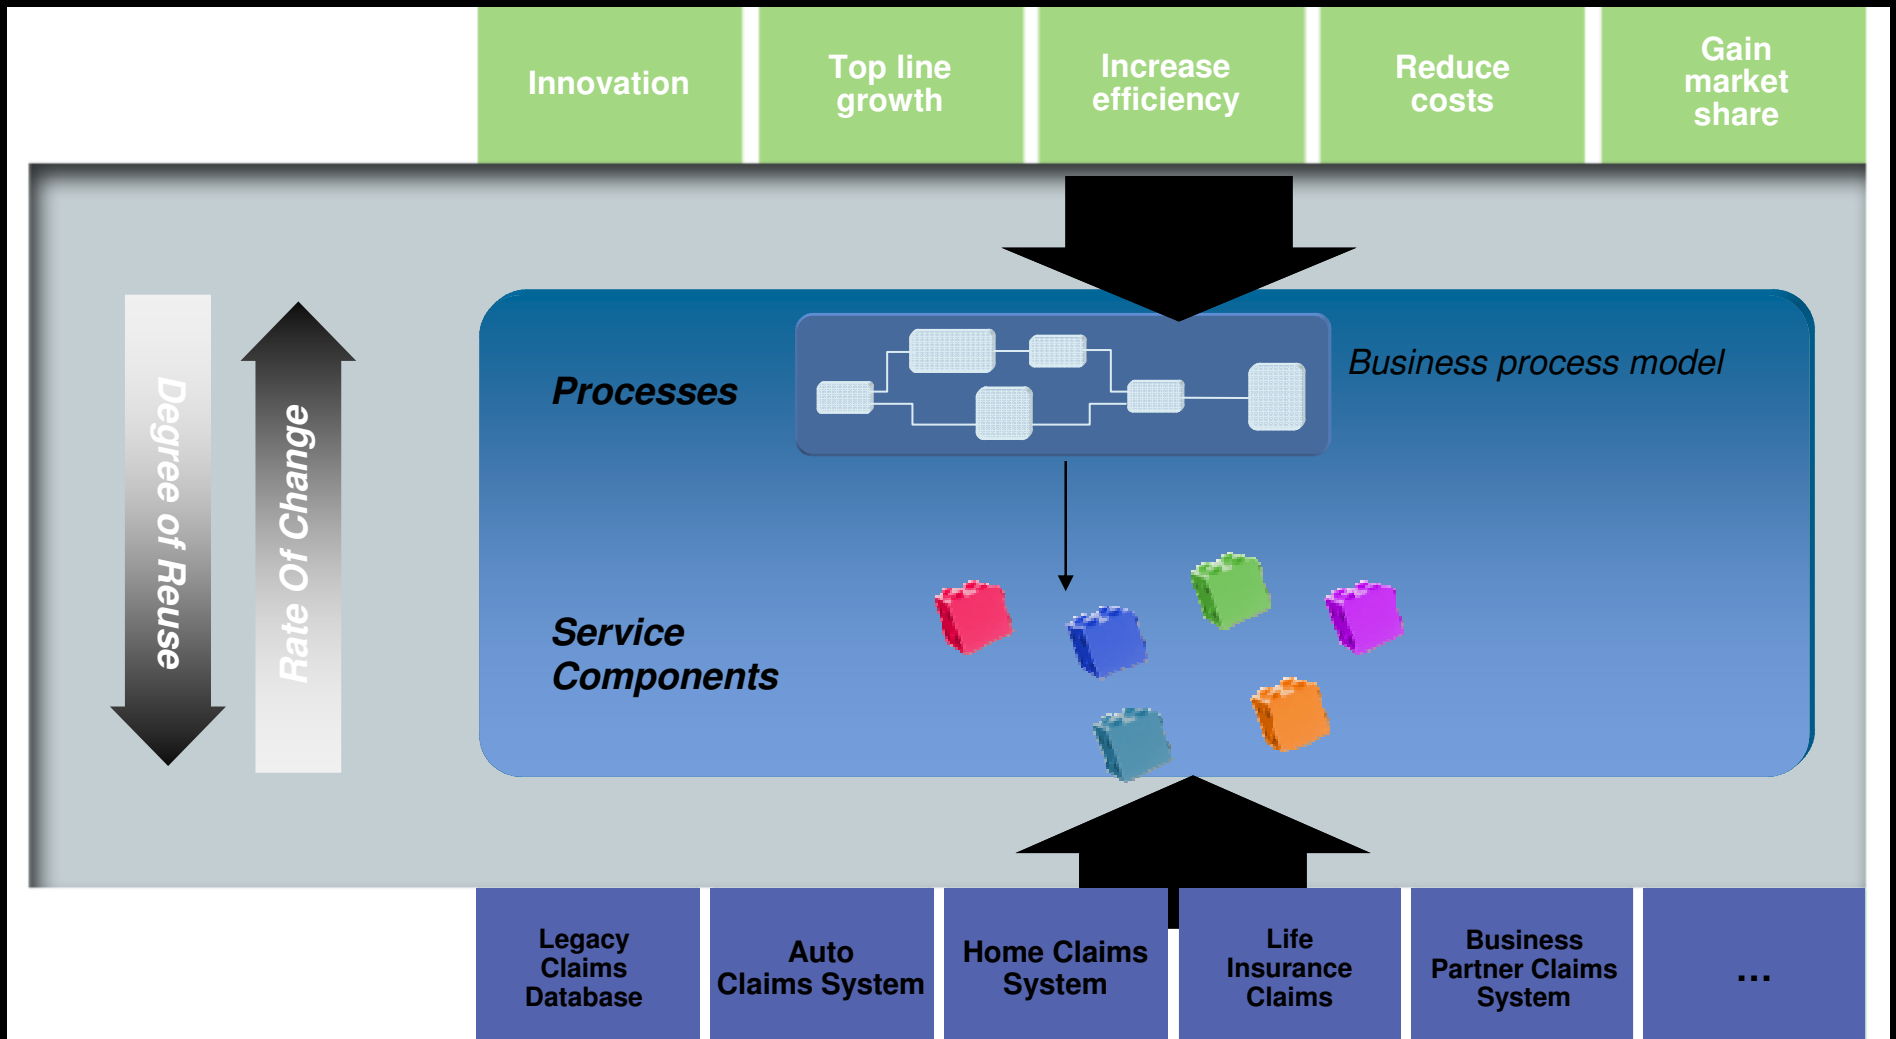 Innovation
Top line
growth
Increase
efficiency
Reduce
costs
Gain
market
share
Degree of Reuse
Rate Of Change
Processes
Business process model
Service
Components
Legacy
Claims
Database
Auto
Claims System
Home Claims
System
Life
Insurance
Claims
Business
Partner Claims
System
...